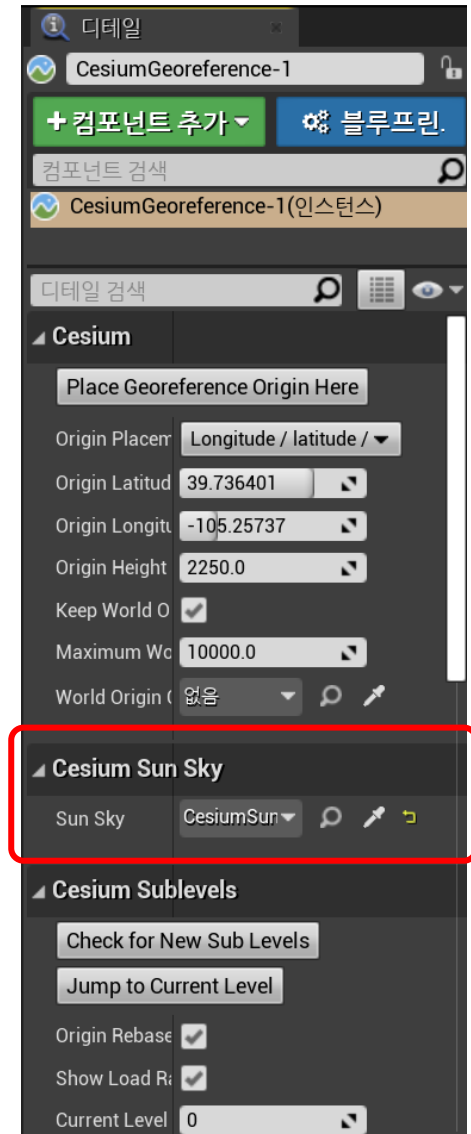 디테일
CesiumGeoreference-1
+컴포넌트 추가 블루프린.
컴포넌트 검색
CesiumGeoreference-1(인스턴스)
디테일 검색
Cesium
Place Georeference Origin Here
Origin Placem Longitude / latitude /
Origin Latitud 39.736401
Origin Longitu -105.25737
Origin Height 2250.0
Keep World O
Maximum Wo 10000.0
World Origin ( 없음
Cesium Sun Sky
Sun Sky CesiumSun
Cesium Sublevels
Check for New Sub Levels
Jump to Current Level
Origin Rebase
Show Load Ra
Current Level 0